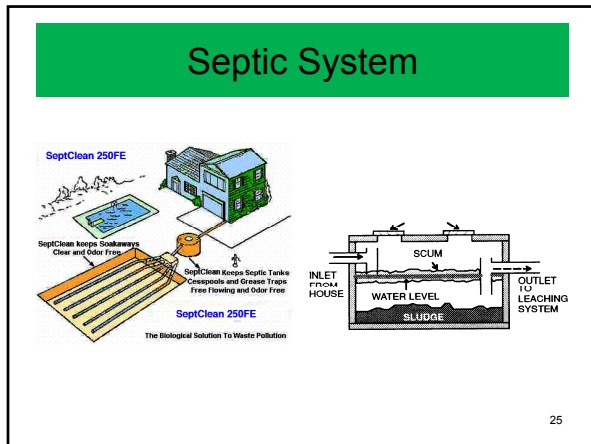 Septic System
SeptClean 250FE
SeptClean keeps Soakaways
Clear and Odor Free
SeptClean Keeps Septic Tanks
Cesspools and Grease Traps
Free Flowing and Odor Free
SeptClean 250FE
The Biological Solution To Waste Pollution
SCUM
INLET
FROM
HOUSE
WATER LEVEL
OUTLET
TO
LEACHING
SYSTEM
SLUDGE
25